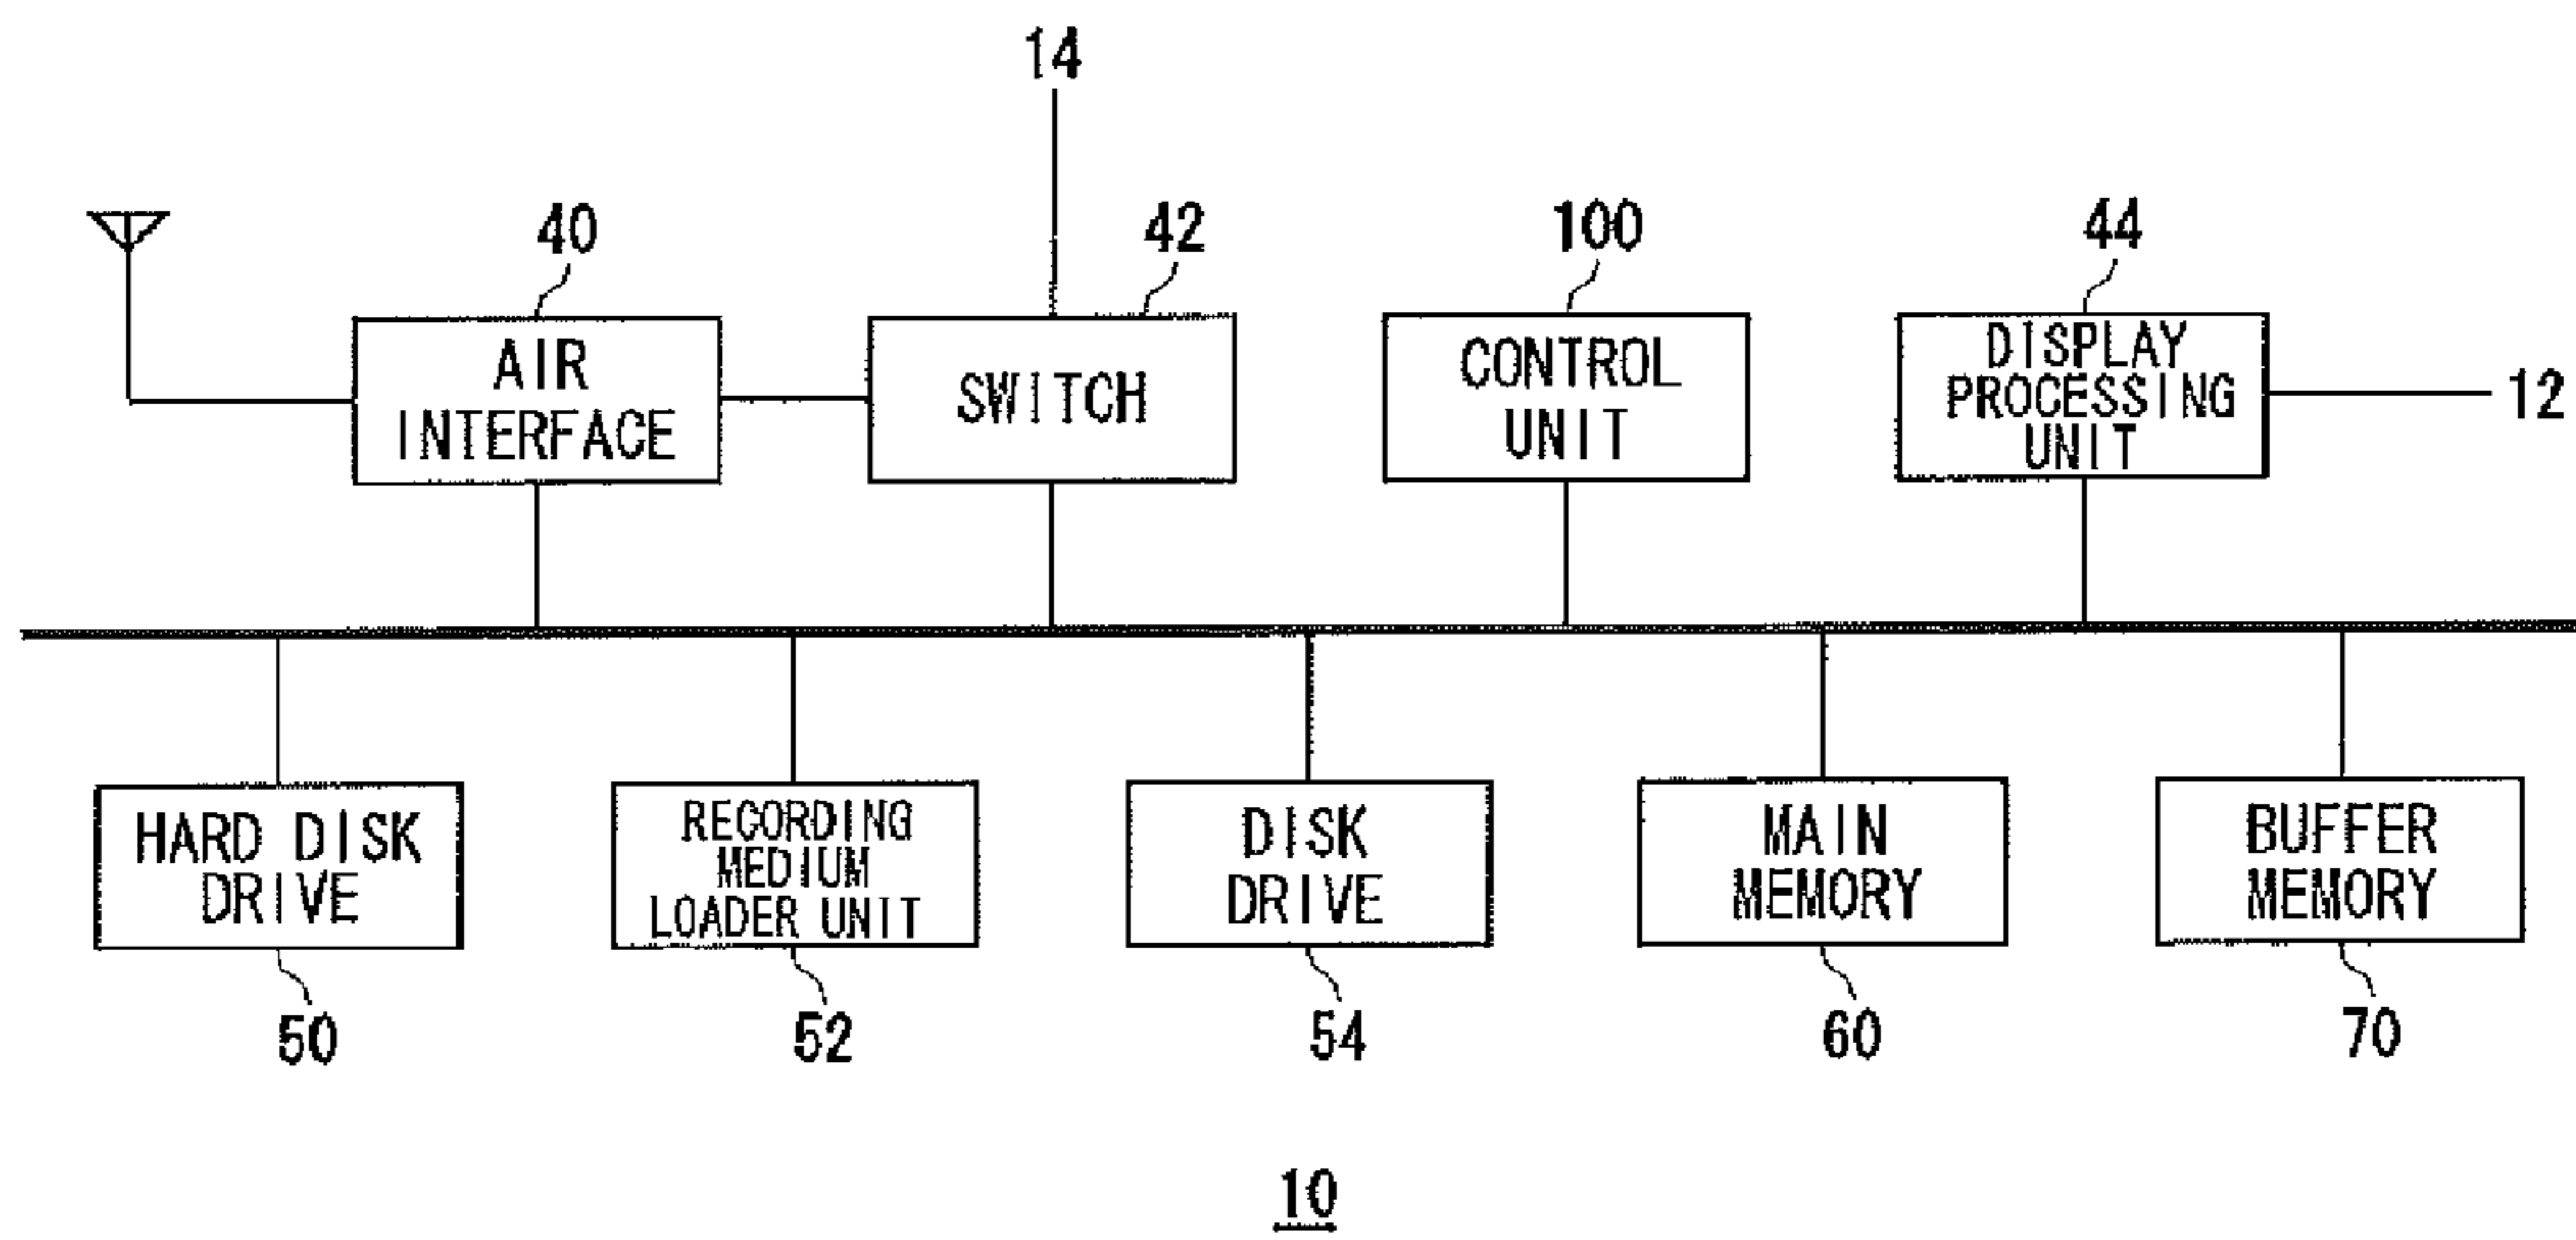 14
40
42
100
44
AIR
INTERFACE
SWITCH
CONTROL
UNIT
DISPLAY
PROCESSING
UNIT
12
HARD DISK
DRIVE
RECORDING
MEDIUM
LOADER UNIT
DISK
DRIVE
MAIN
MEMORY
BUFFER
MEMORY
50
52
54
60
70
10